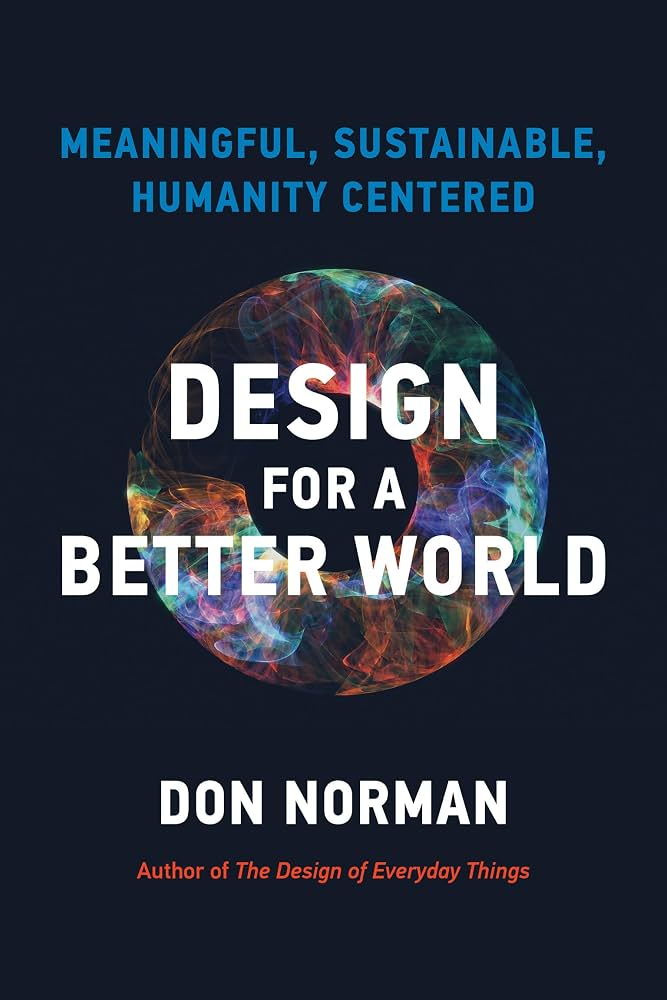 MEANINGFUL, SUSTAINABLE,
HUMANITY CENTERED
DESIGN
FOR A
BETTER WORLD
DON NORMAN
Author of The Design of Everyday Things